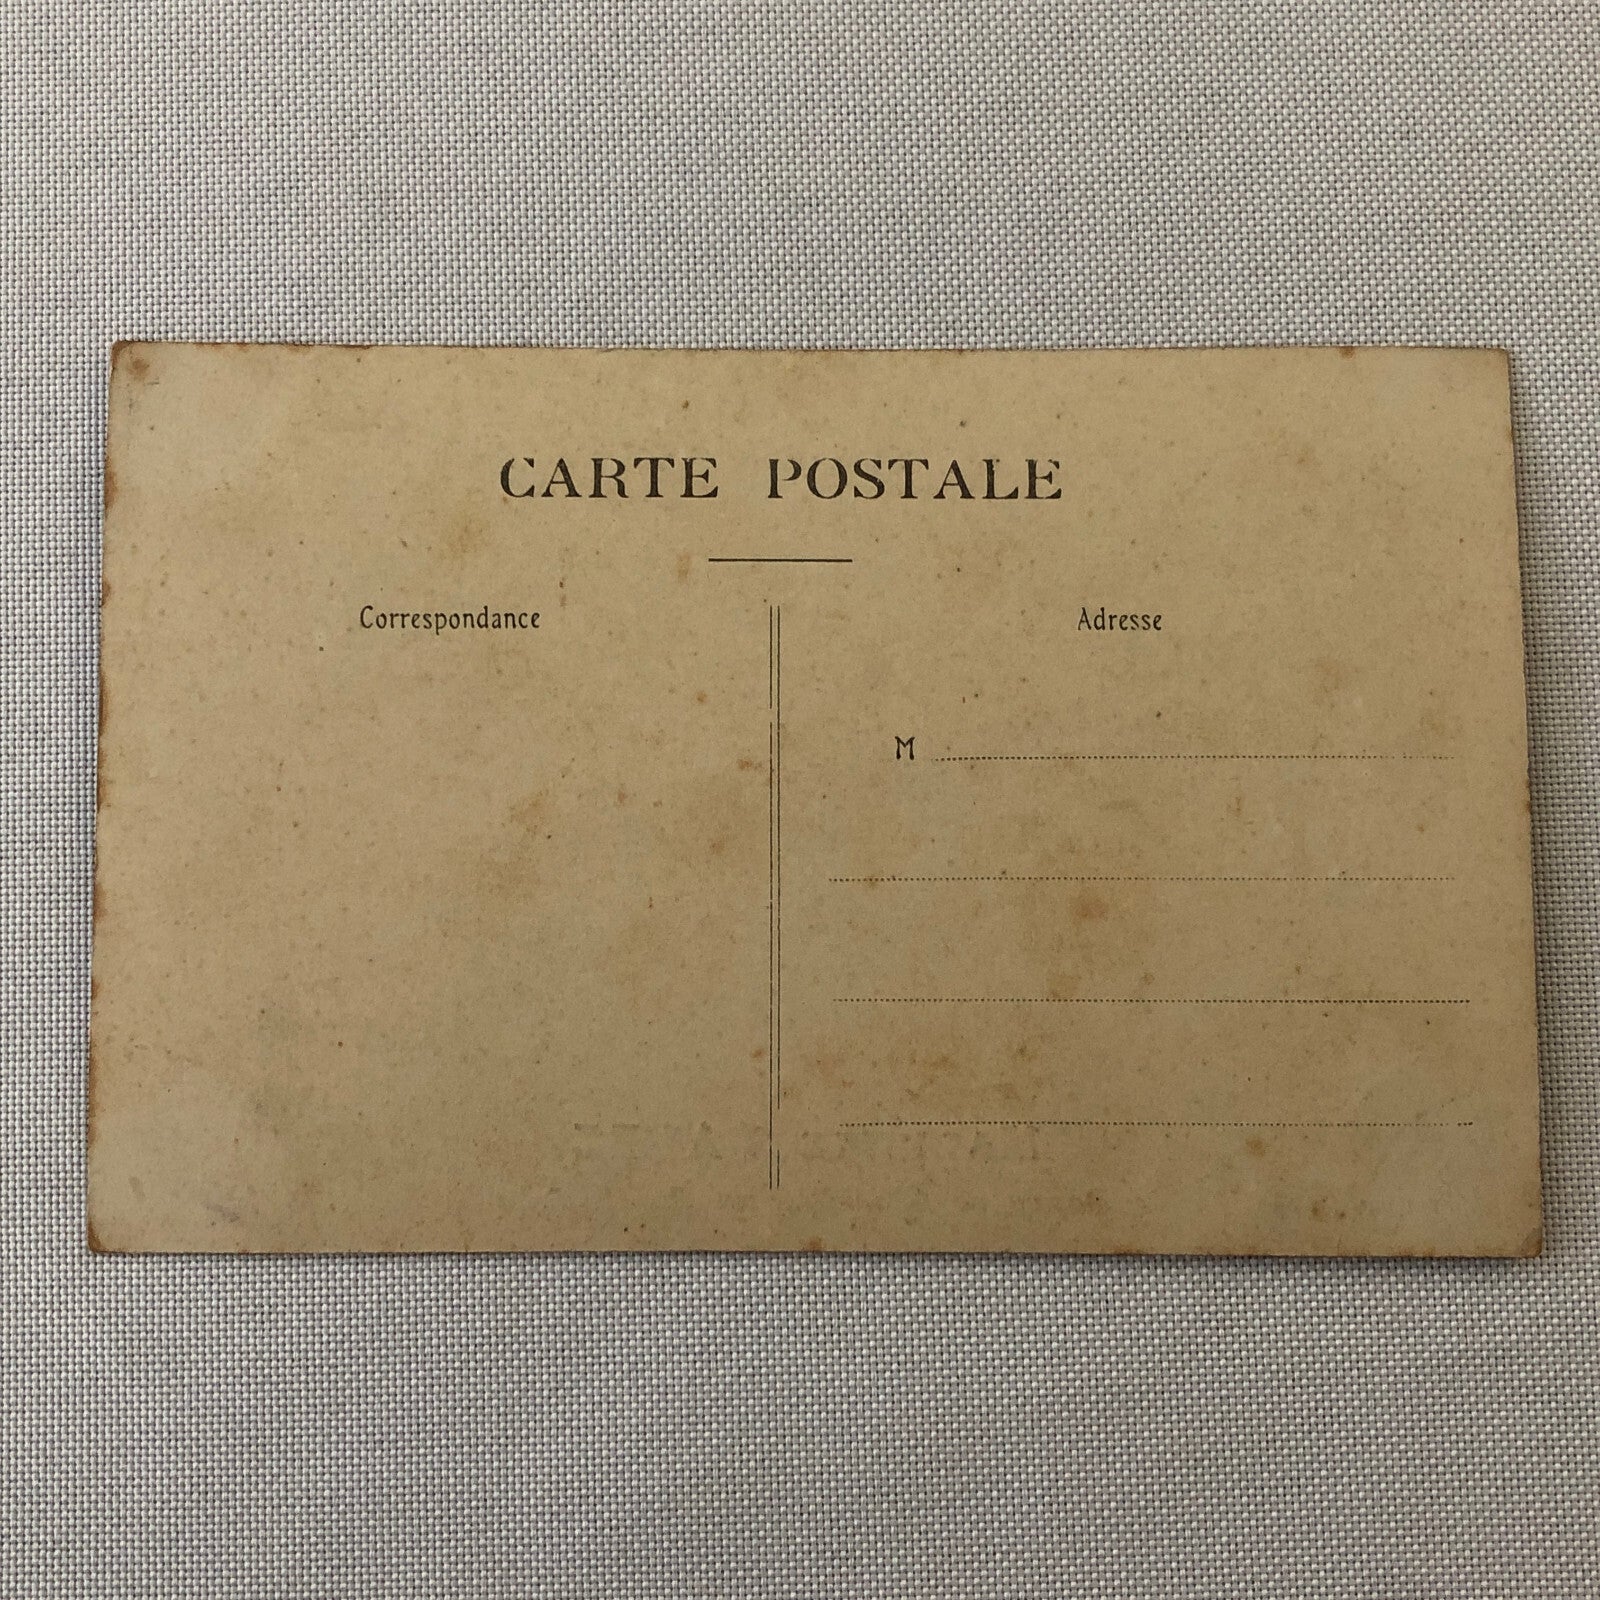 CARTE POSTALE
Correspondance
Adresse
M